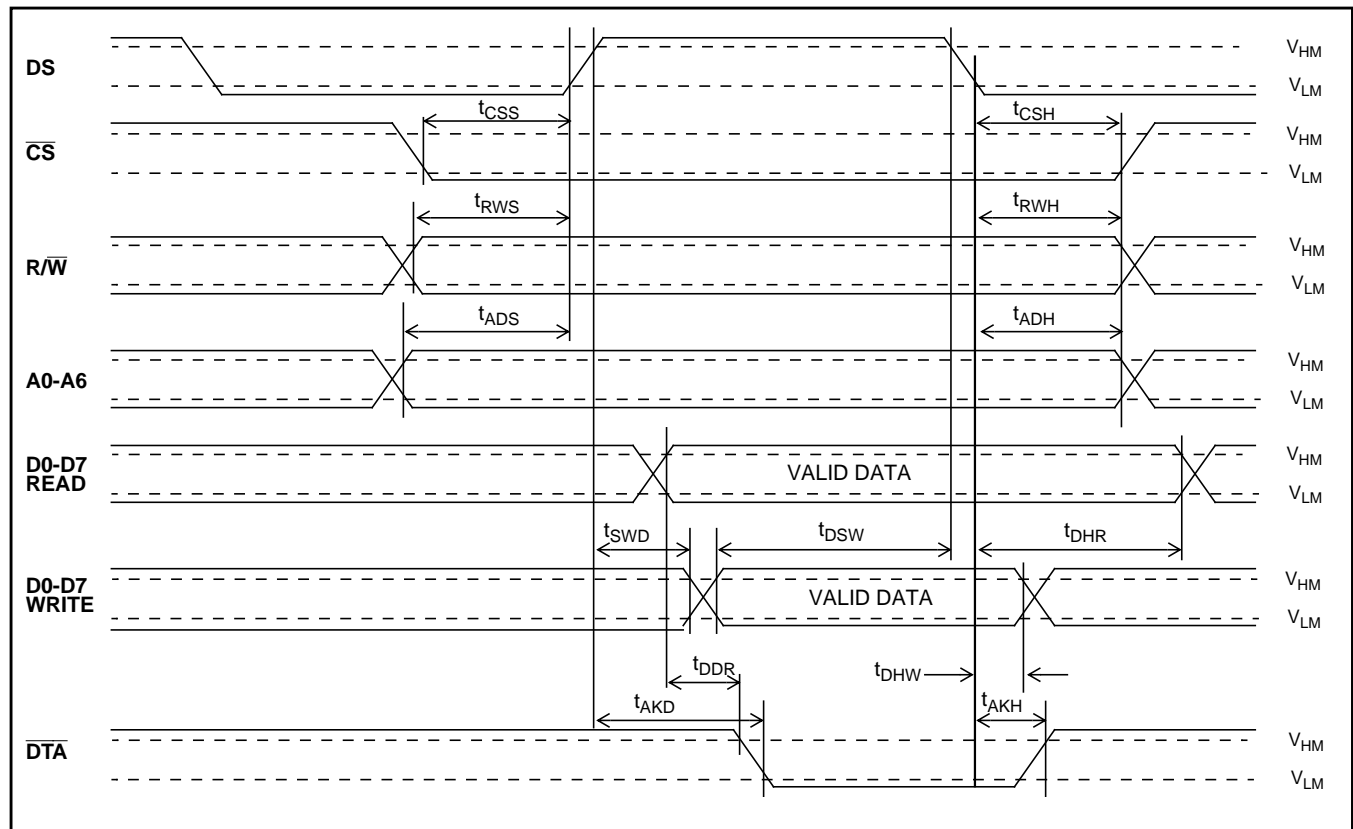 DS
V_HM
V_LM
t_CSS
t_CSH
C̅S̅
V_HM
V_LM
t_RWS
t_RWH
R/W̅
V_HM
V_LM
t_ADS
t_ADH
A0-A6
V_HM
V_LM
D0-D7
READ
VALID DATA
V_HM
V_LM
t_SWD
t_DSW
t_DHR
D0-D7
WRITE
VALID DATA
V_HM
V_LM
t_DDR
t_DHW
t_AKD
t_AKH
D̅T̅A̅
V_HM
V_LM